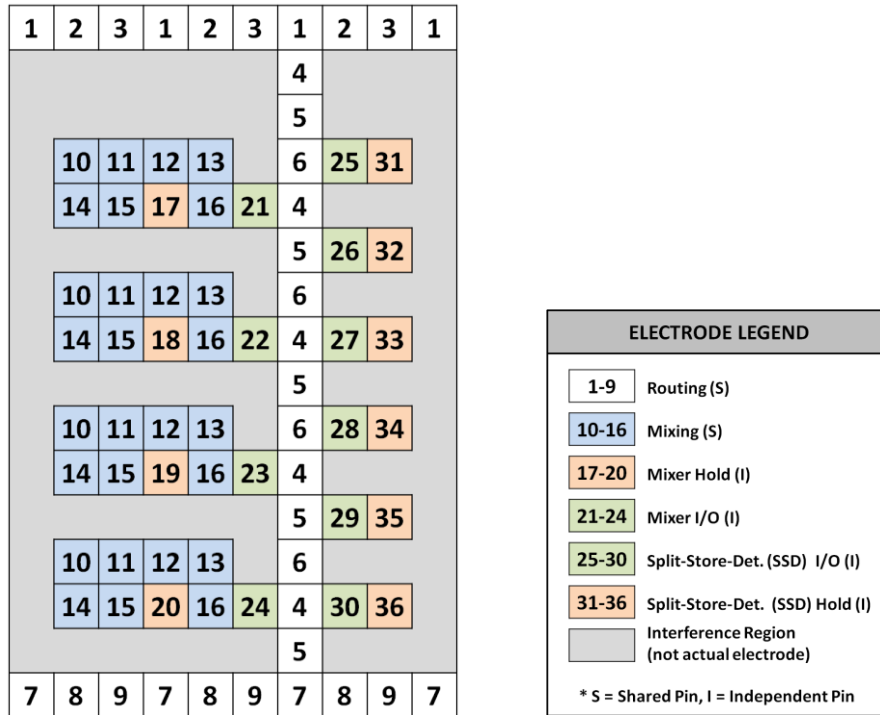 1 2 3 1 2 3 1 2 3 1
4
5
10 11 12 13 6 25 31
14 15 17 16 21 4
5 26 32
10 11 12 13 6
14 15 18 16 22 4 27 33
5
10 11 12 13 6 28 34
14 15 19 16 23 4
5 29 35
10 11 12 13 6
14 15 20 16 24 4 30 36
5
7 8 9 7 8 9 7 8 9 7
ELECTRODE LEGEND
1-9 Routing (S)
10-16 Mixing (S)
17-20 Mixer Hold (I)
21-24 Mixer I/O (I)
25-30 Split-Store-Det. (SSD) I/O (I)
31-36 Split-Store-Det. (SSD) Hold (I)
Interference Region
(not actual electrode)
* S = Shared Pin, I = Independent Pin